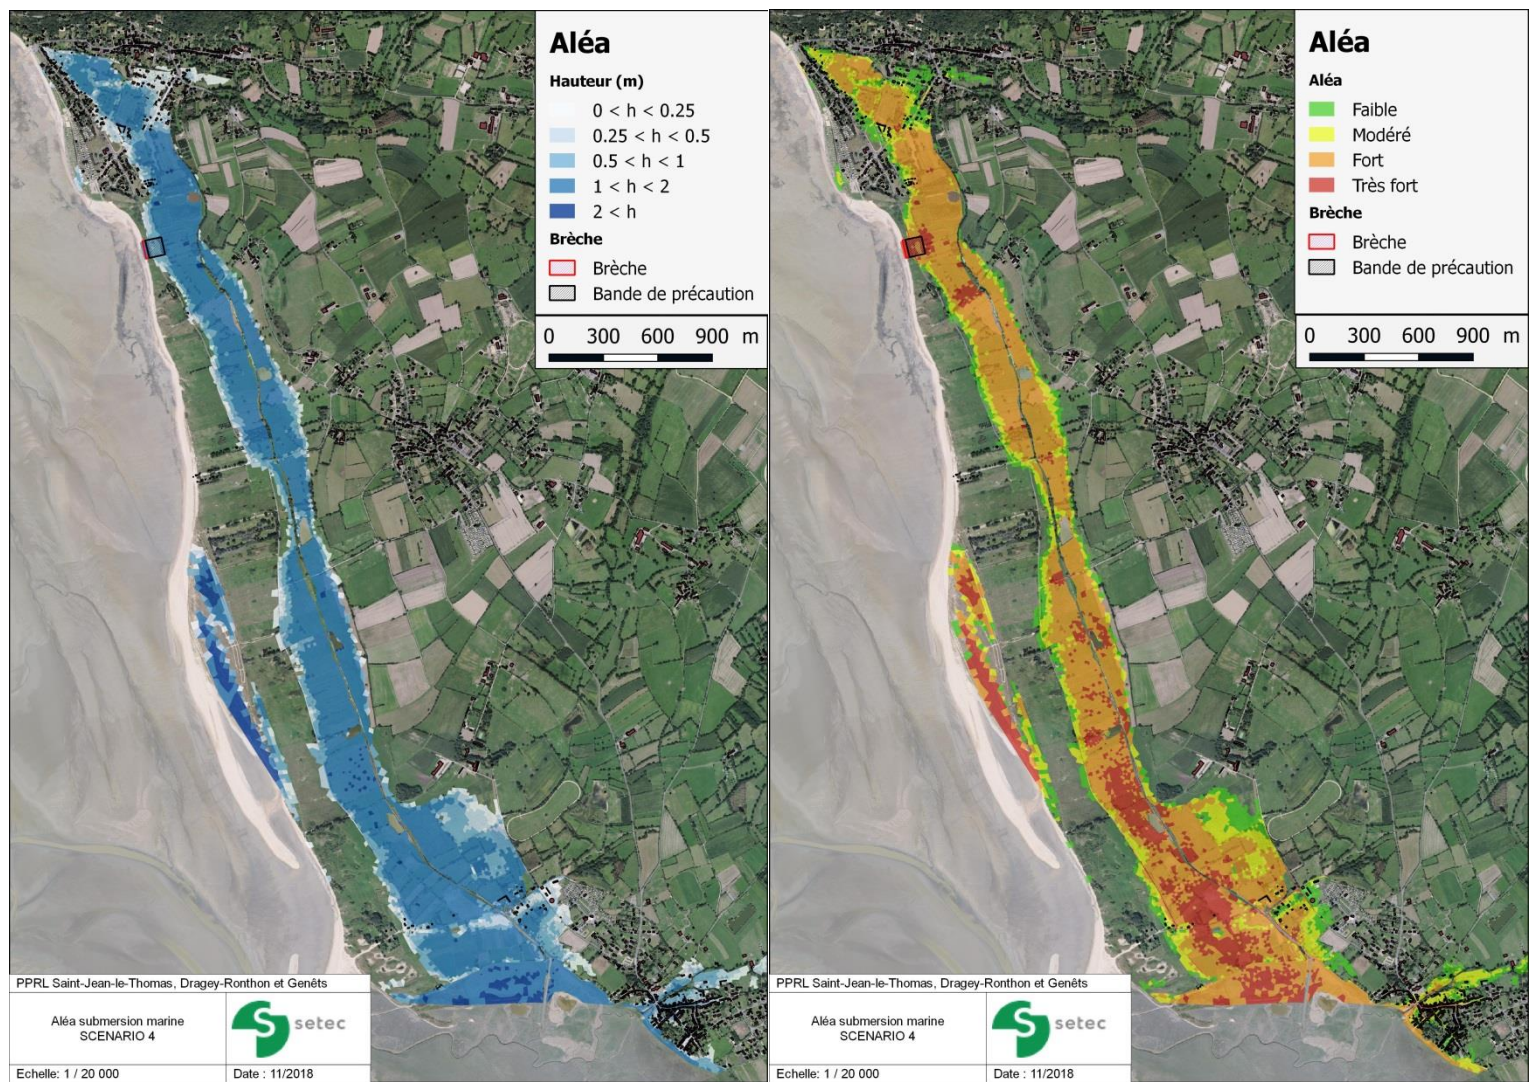 Aléa
Hauteur (m)
0 < h < 0.25
0.25 < h < 0.5
0.5 < h < 1
1 < h < 2
2 < h
Brèche
Brèche
Bande de précaution
0 300 600 900 m
PPRL Saint-Jean-le-Thomas, Dragey-Ronthon et Genêts
Aléa submersion marine
SCENARIO 4
setec
Echelle: 1 / 20 000
Date : 11/2018
Aléa
Aléa
Faible
Modéré
Fort
Très fort
Brèche
Brèche
Bande de précaution
0 300 600 900 m
PPRL Saint-Jean-le-Thomas, Dragey-Ronthon et Genêts
Aléa submersion marine
SCENARIO 4
setec
Echelle: 1 / 20 000
Date : 11/2018